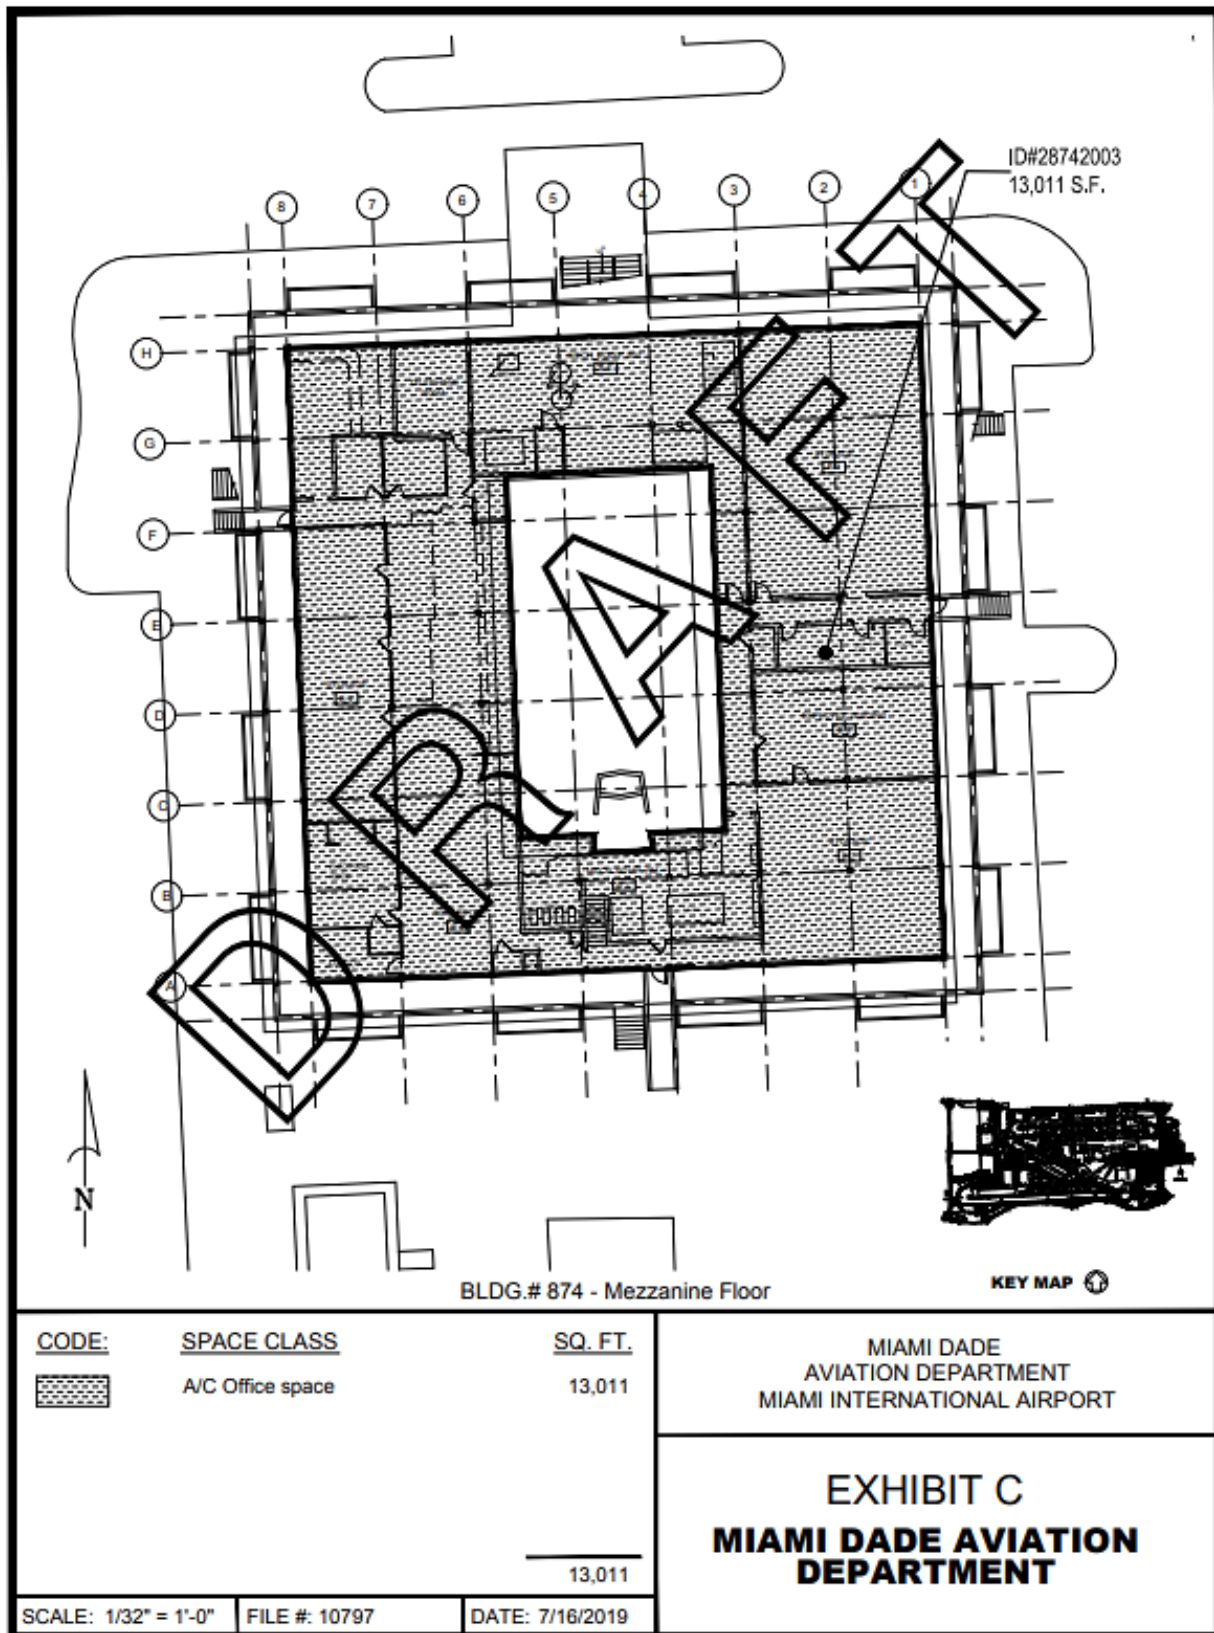 ID#28742003
13,011 S.F.
8
7
6
5
4
3
2
1
H
G
F
E
D
C
B
A
DRAFT
N
BLDG.# 874 - Mezzanine Floor
KEY MAP
CODE: SPACE CLASS SQ. FT.
A/C Office space 13,011
13,011
SCALE: 1/32" = 1'-0" FILE #: 10797 DATE: 7/16/2019
MIAMI DADE
AVIATION DEPARTMENT
MIAMI INTERNATIONAL AIRPORT
EXHIBIT C
MIAMI DADE AVIATION
DEPARTMENT